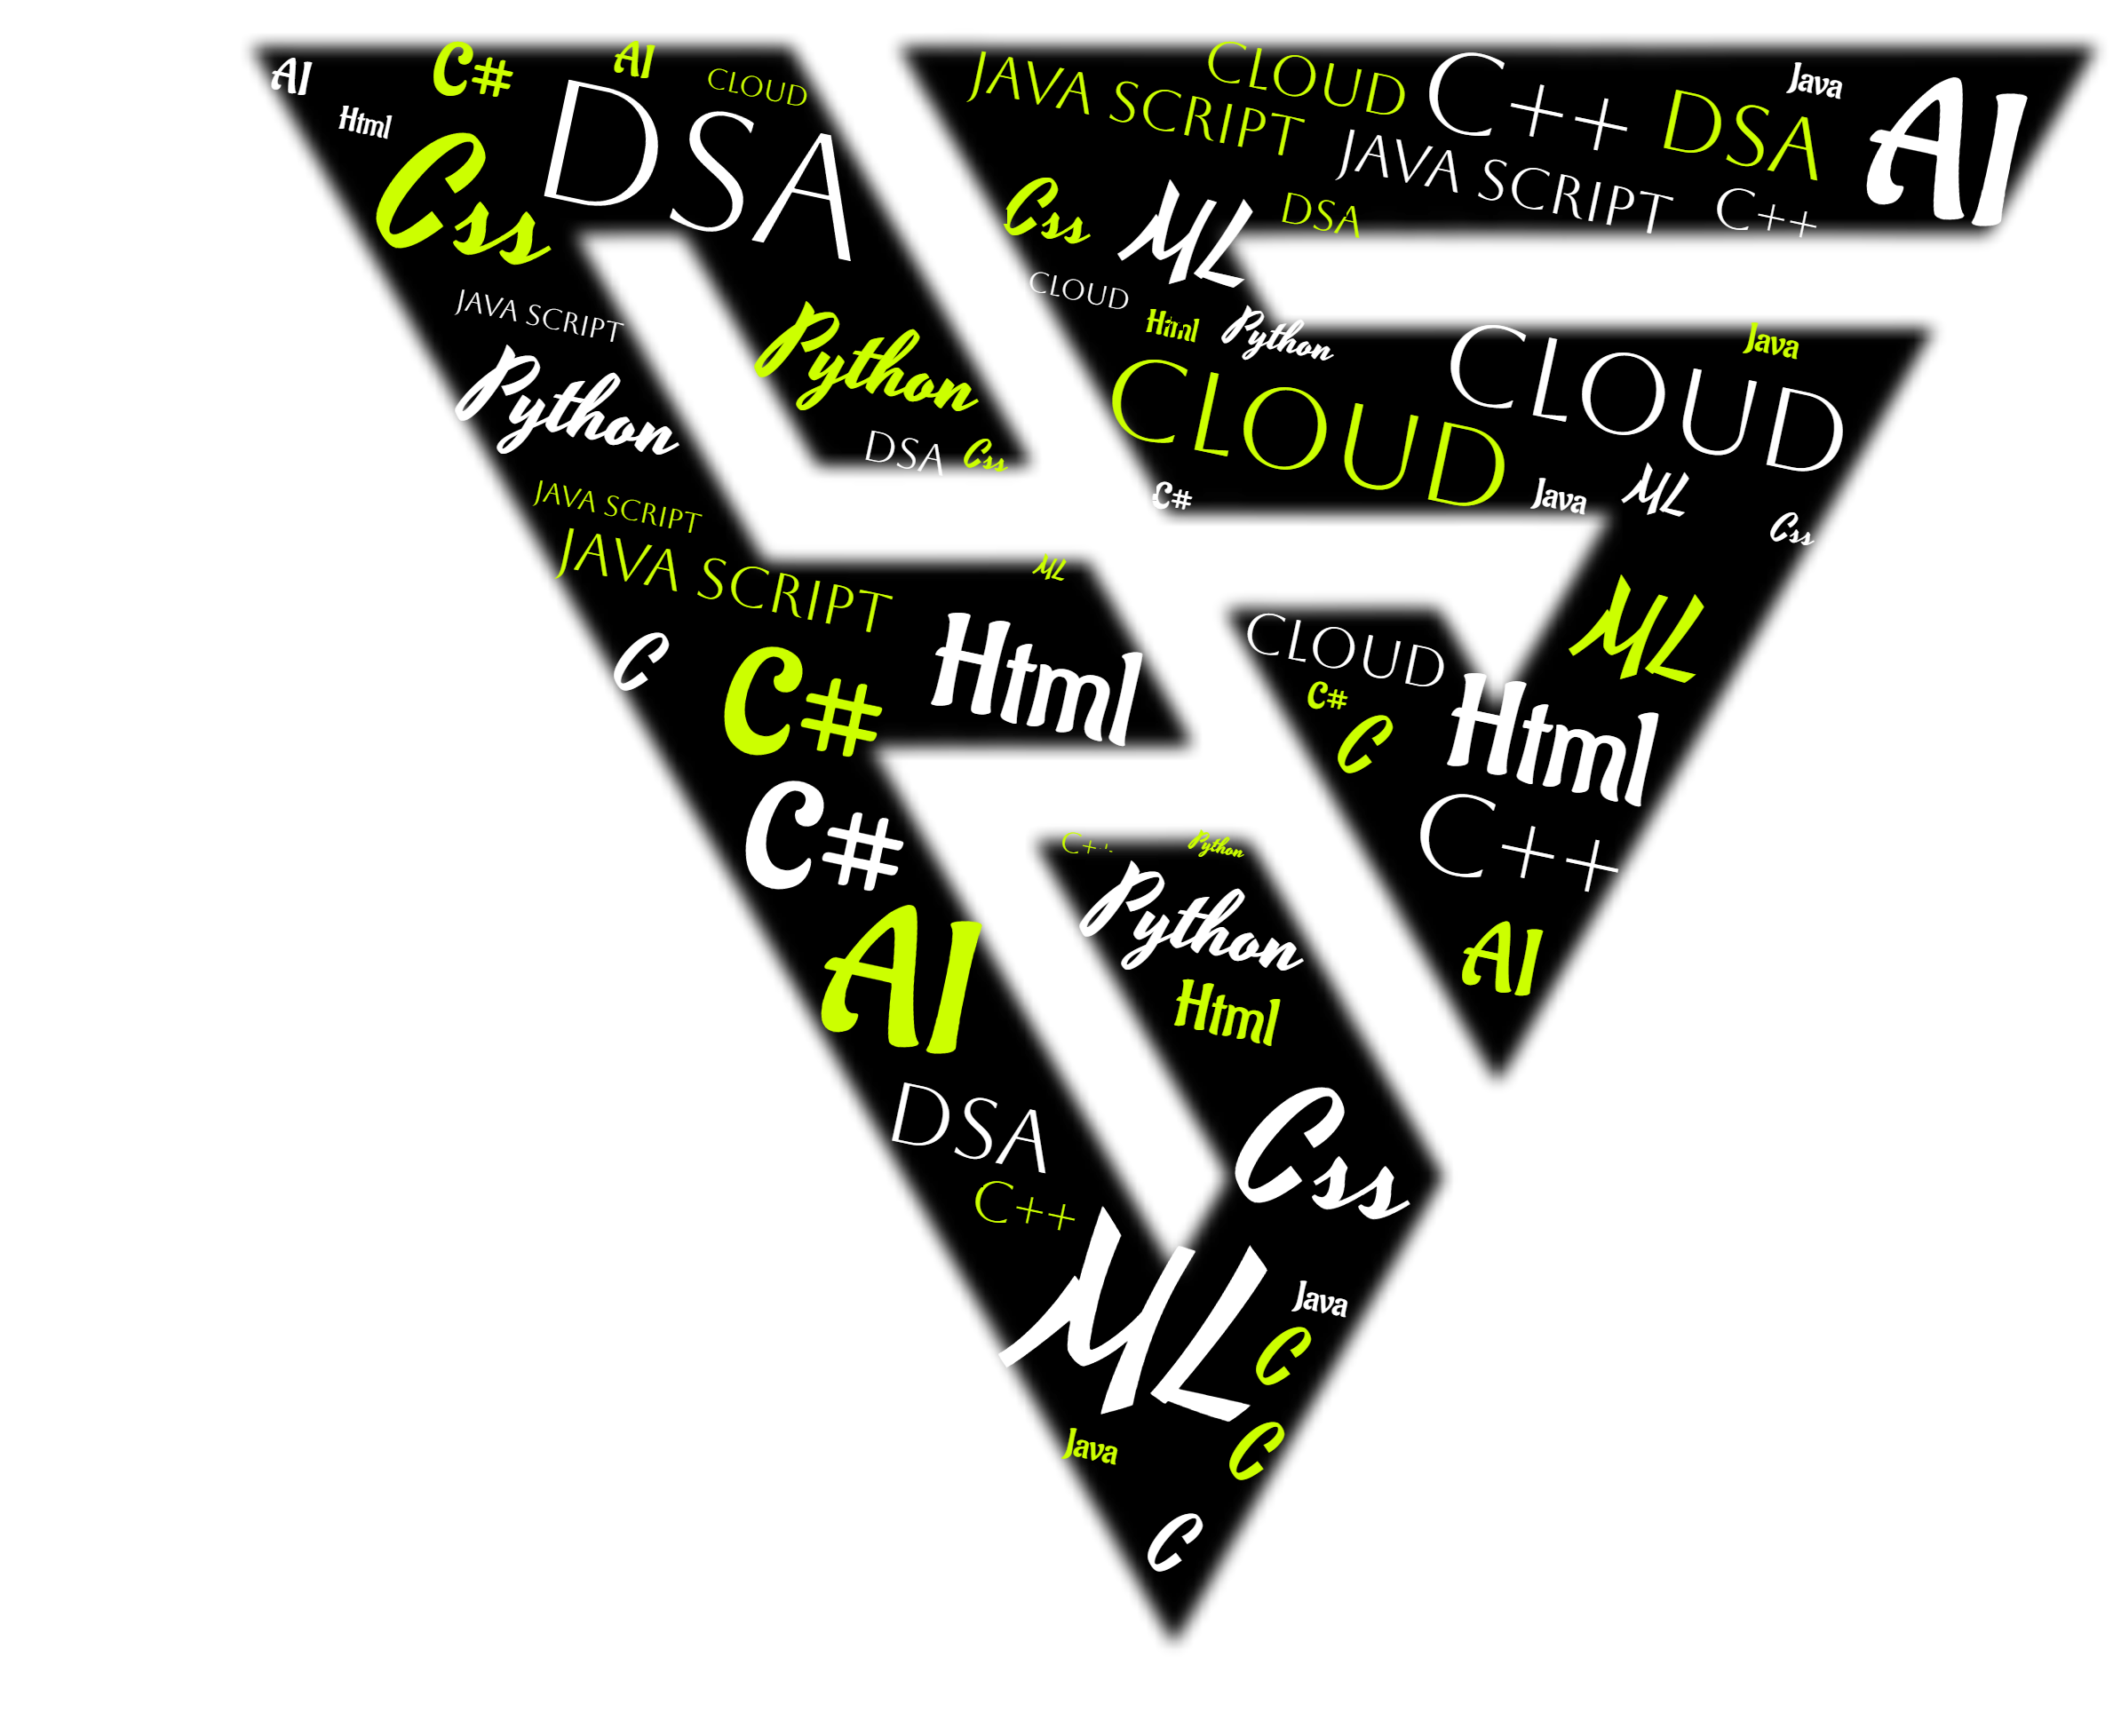 AI
C#
AI
CLOUD
Html
DSA
Css
JAVA SCRIPT
Python
Python
DSA
Css
JAVA SCRIPT
JAVA SCRIPT
ML
C
C#
Html
C#
AI
DSA
C++
ML
C++
Python
Python
Html
Css
Java
C
C
Java
C
JAVA SCRIPT
CLOUD
C++
DSA
Java
AI
JAVA SCRIPT
C++
Css
ML
DSA
CLOUD
Html
Python
CLOUD
Java
CLOUD
C#
Java
ML
Css
ML
CLOUD
C#
C
Html
C++
AI